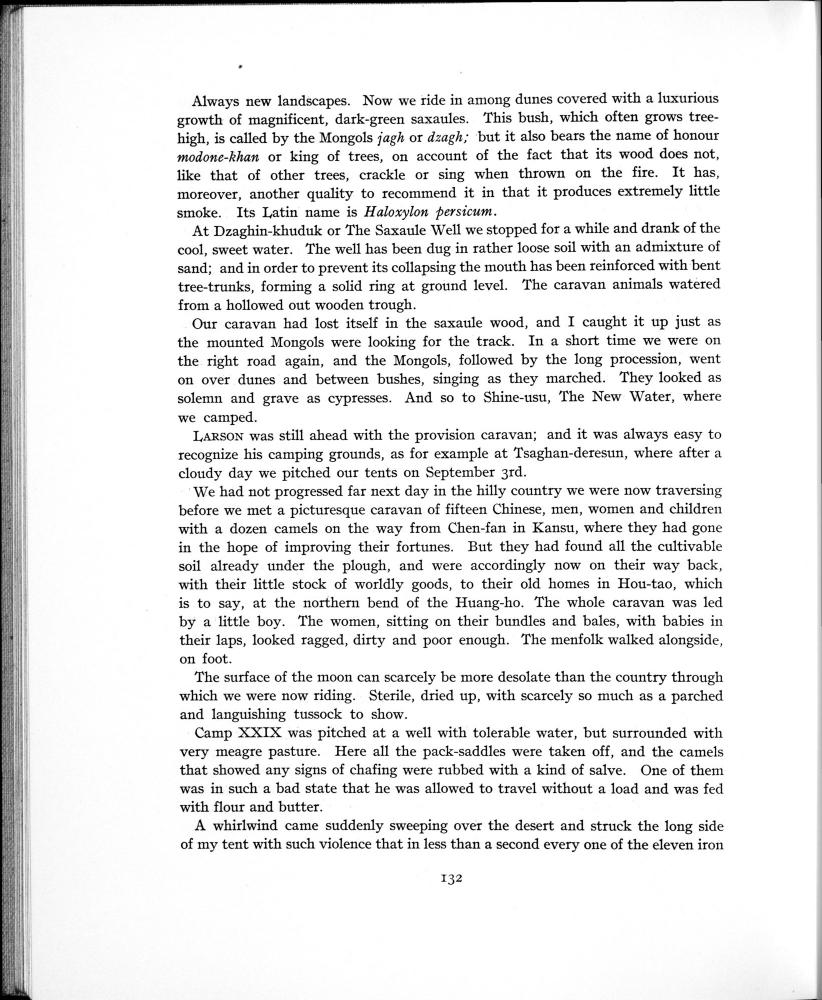 Always new landscapes. Now we ride in among dunes covered with a luxurious
growth of magnificent, dark-green saxaules. This bush, which often grows tree-
high, is called by the Mongols jagh or dzagh; but it also bears the name of honour
modone-khan or king of trees, on account of the fact that its wood does not,
like that of other trees, crackle or sing when thrown on the fire. It has,
moreover, another quality to recommend it in that it produces extremely little
smoke. Its Latin name is Haloxylon persicum.
At Dzaghin-khuduk or The Saxaule Well we stopped for a while and drank of the
cool, sweet water. The well has been dug in rather loose soil with an admixture of
sand; and in order to prevent its collapsing the mouth has been reinforced with bent
tree-trunks, forming a solid ring at ground level. The caravan animals watered
from a hollowed out wooden trough.
Our caravan had lost itself in the saxaule wood, and I caught it up just as
the mounted Mongols were looking for the track. In a short time we were on
the right road again, and the Mongols, followed by the long procession, went
on over dunes and between bushes, singing as they marched. They looked as
solemn and grave as cypresses. And so to Shine-usu, The New Water, where
we camped.
LARSON was still ahead with the provision caravan; and it was always easy to
recognize his camping grounds, as for example at Tsaghan-deresun, where after a
cloudy day we pitched our tents on September 3rd.
We had not progressed far next day in the hilly country we were now traversing
before we met a picturesque caravan of fifteen Chinese, men, women and children
with a dozen camels on the way from Chen-fan in Kansu, where they had gone
in the hope of improving their fortunes. But they had found all the cultivable
soil already under the plough, and were accordingly now on their way back,
with their little stock of worldly goods, to their old homes in Hou-tao, which
is to say, at the northern bend of the Huang-ho. The whole caravan was led
by a little boy. The women, sitting on their bundles and bales, with babies in
their laps, looked ragged, dirty and poor enough. The menfolk walked alongside,
on foot.
The surface of the moon can scarcely be more desolate than the country through
which we were now riding. Sterile, dried up, with scarcely so much as a parched
and languishing tussock to show.
Camp XXIX was pitched at a well with tolerable water, but surrounded with
very meagre pasture. Here all the pack-saddles were taken off, and the camels
that showed any signs of chafing were rubbed with a kind of salve. One of them
was in such a bad state that he was allowed to travel without a load and was fed
with flour and butter.
A whirlwind came suddenly sweeping over the desert and struck the long side
of my tent with such violence that in less than a second every one of the eleven iron
132